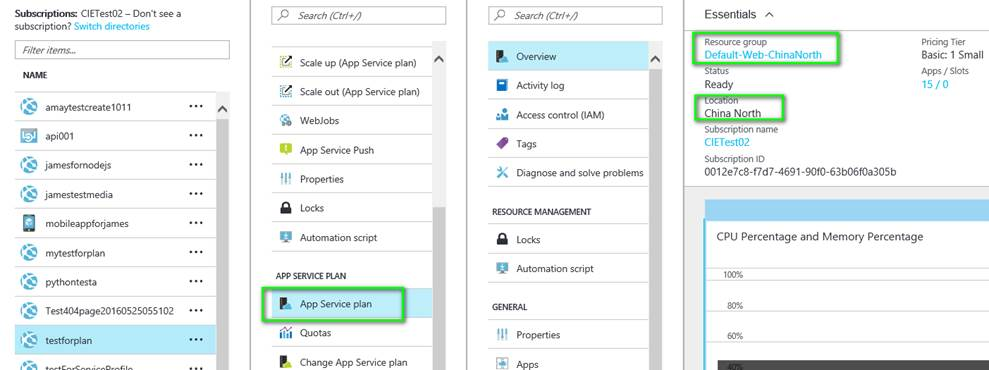 Subscriptions: CIETest02 – Don't see a
subscription? Switch directories
Filter items...
NAME
amaytestcreate1011
api001
jamesfornodejs
jamestestmedia
mobileappforjames
mytestforplan
pythontesta
Test404page20160525055102
testforplan
testForServiceProfile
Search (Ctrl+/)
Scale up (App Service plan)
Scale out (App Service plan)
WebJobs
App Service Push
Properties
Locks
Automation script
APP SERVICE PLAN
App Service plan
Quotas
Change App Service plan
Search (Ctrl+/)
Overview
Activity log
Access control (IAM)
Tags
Diagnose and solve problems
RESOURCE MANAGEMENT
Locks
Automation script
GENERAL
Properties
Apps
Essentials
Resource group
Default-Web-ChinaNorth
Status
Ready
Location
China North
Subscription name
CIETest02
Subscription ID
0012e7c8-f7d7-4691-90f0-63b06f0a305b
Pricing Tier
Basic: 1 Small
Apps / Slots
15 / 0
CPU Percentage and Memory Percentage
100%
80%
60%